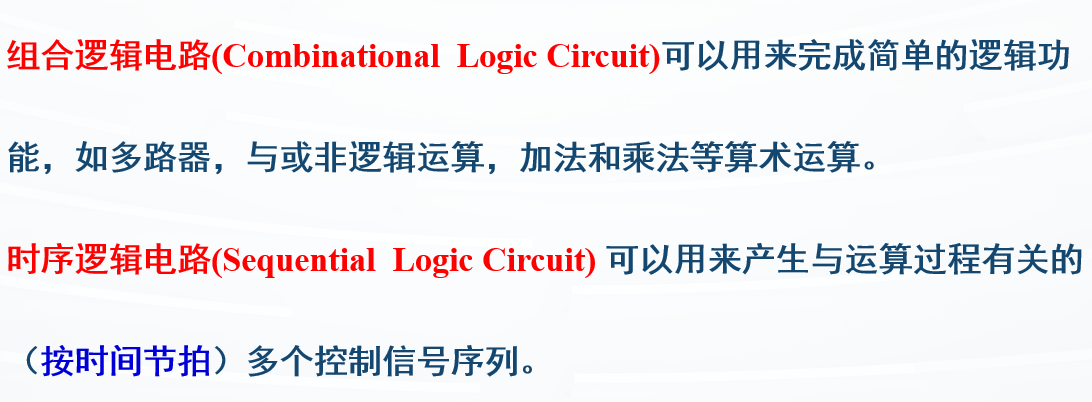 组合逻辑电路(Combinational Logic Circuit)可以用来完成简单的逻辑功
能，如多路器，与或非逻辑运算，加法和乘法等算术运算。
时序逻辑电路(Sequential Logic Circuit) 可以用来产生与运算过程有关的
（按时间节拍）多个控制信号序列。